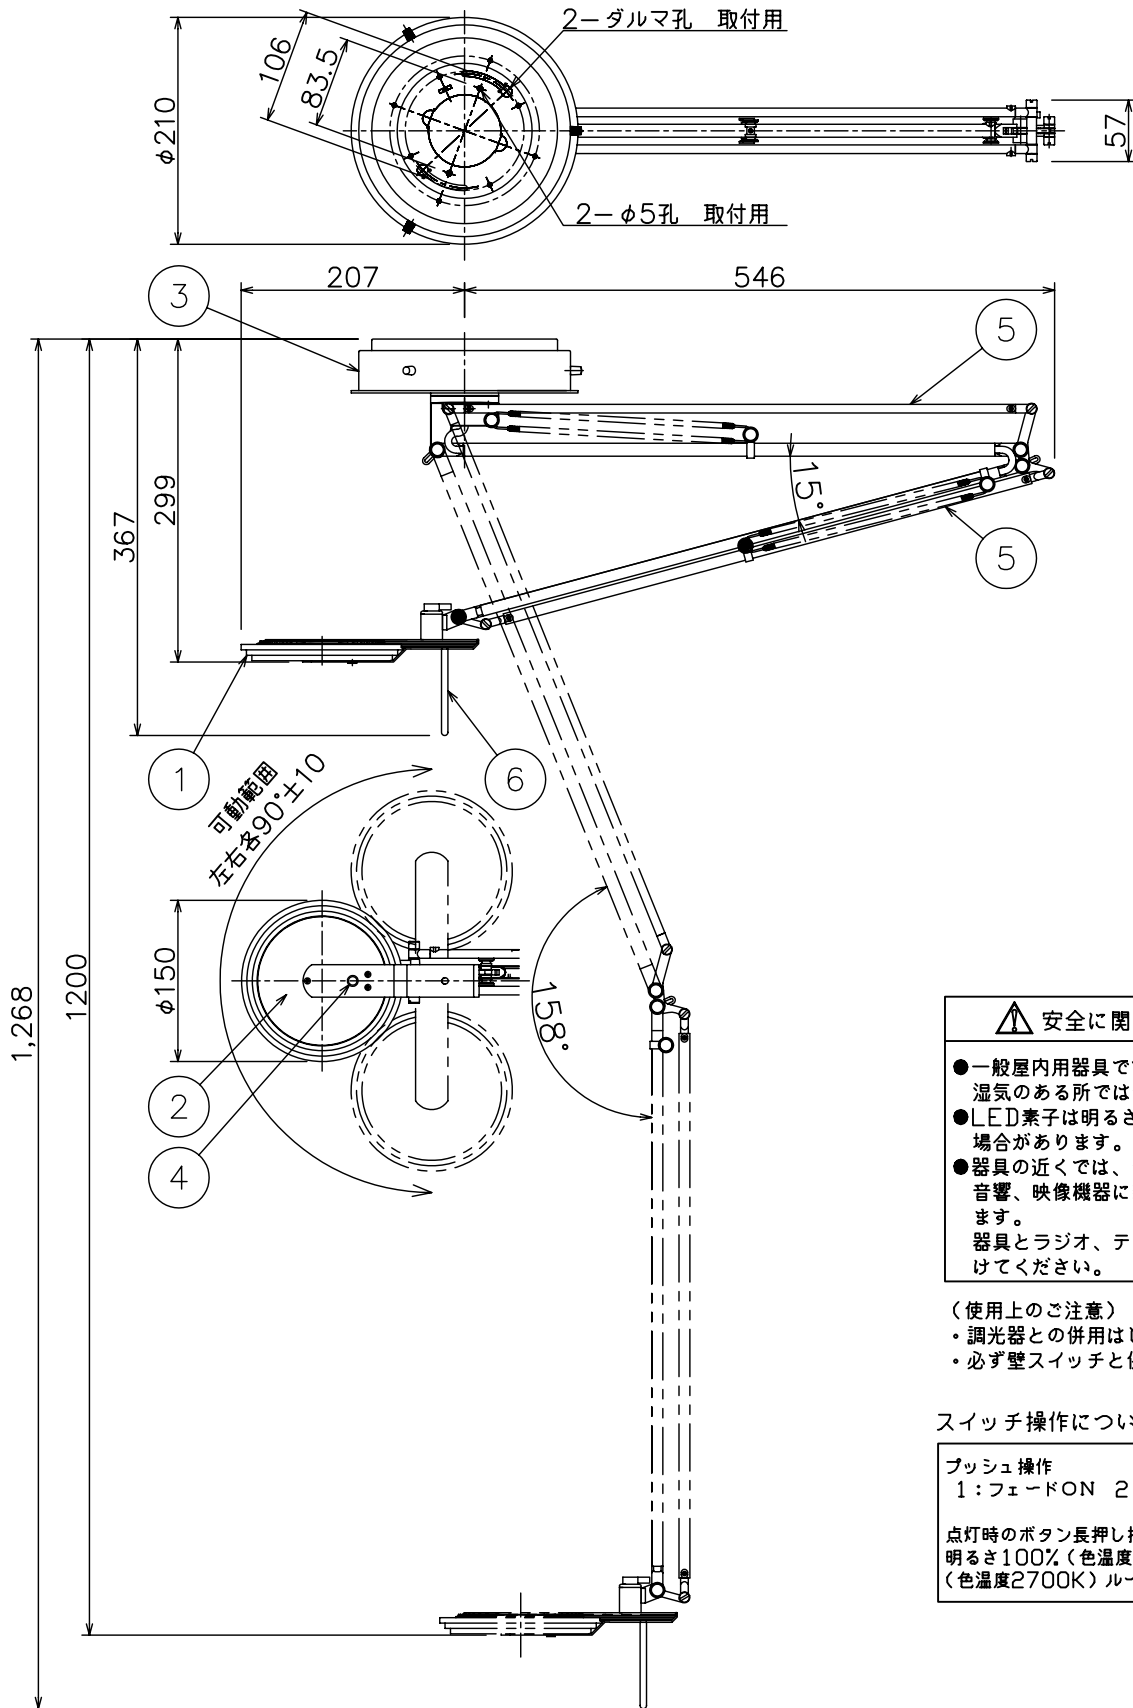 2-ダルマ孔 取付用
106
83.5
φ210
57
2-φ5孔 取付用
207
546
3
5
299
367
15°
5
1
6
可動範囲
左右各90°±10
φ150
158°
1200
1,268
2
4
安全に関
●一般屋内用器具で
湿気のある所では
●LED素子は明るさ
場合があります。
●器具の近くでは、
音響、映像機器に
ます。
器具とラジオ、テ
けてください。
(使用上のご注意)
・調光器との併用は
・必ず壁スイッチと
スイッチ操作につい
プッシュ操作
1:フェードON 2
点灯時のボタン長押し
明るさ100%(色温度
(色温度2700K)ルー